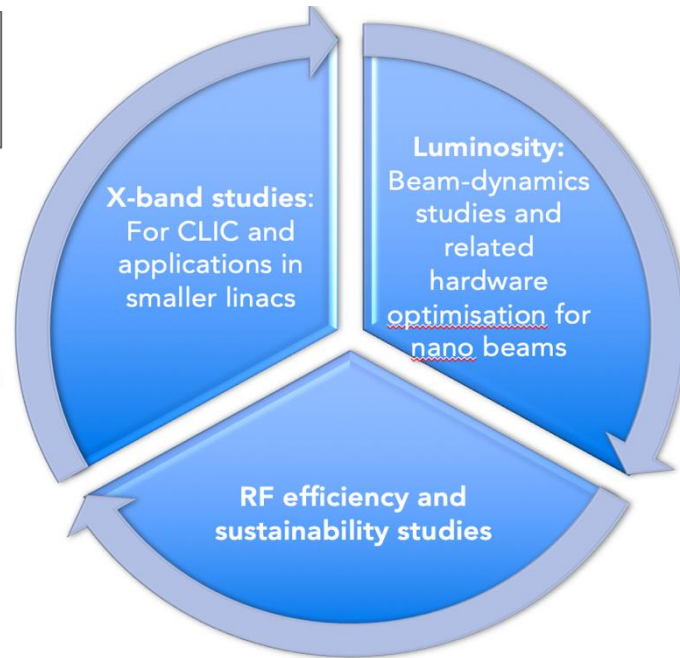 X-band studies:
For CLIC and
applications in
smaller linacs
Luminosity:
Beam-dynamics
studies and
related
hardware
optimisation for
nano beams
RF efficiency and
sustainability studies